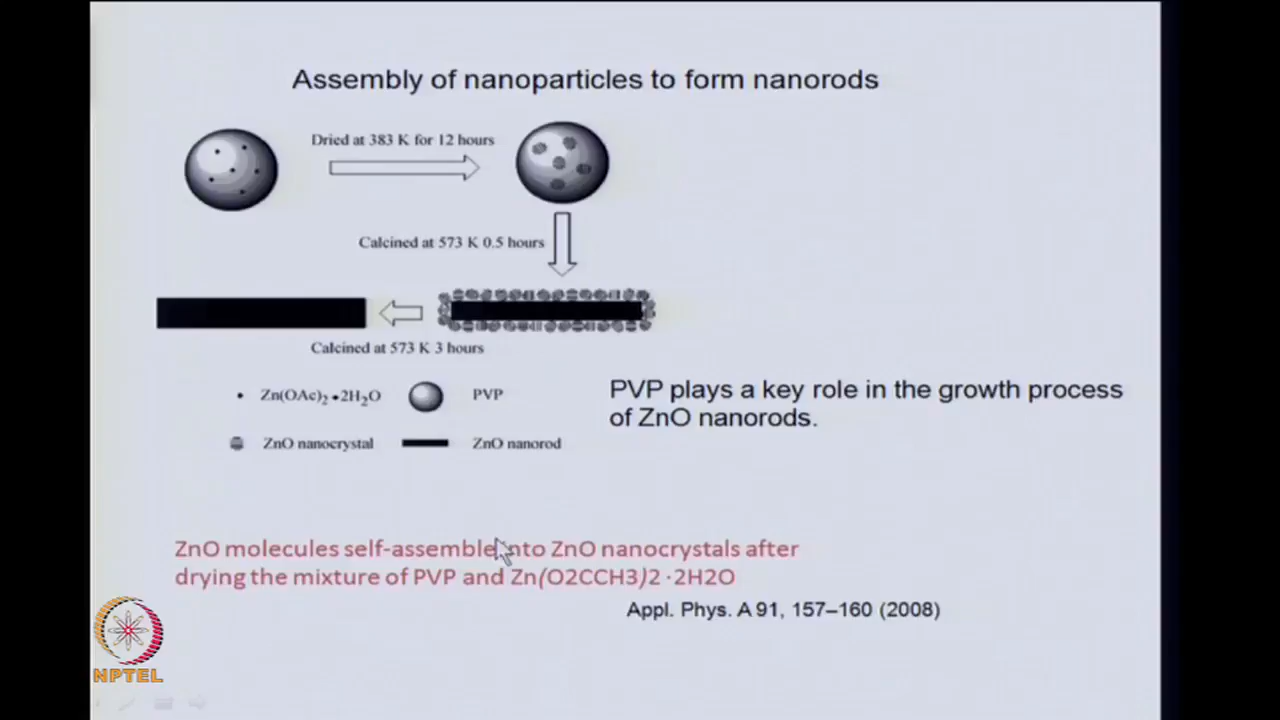 Assembly of nanoparticles to form nanorods
Dried at 383 K for 12 hours
Calcined at 573 K 0.5 hours
Calcined at 573 K 3 hours
Zn(OAc)₂•2H₂O
PVP
ZnO nanocrystal
ZnO nanorod
PVP plays a key role in the growth process
of ZnO nanorods.
ZnO molecules self-assemble into ZnO nanocrystals after
drying the mixture of PVP and Zn(O2CCH3)2 ·2H2O
Appl. Phys. A 91, 157–160 (2008)
NPTEL